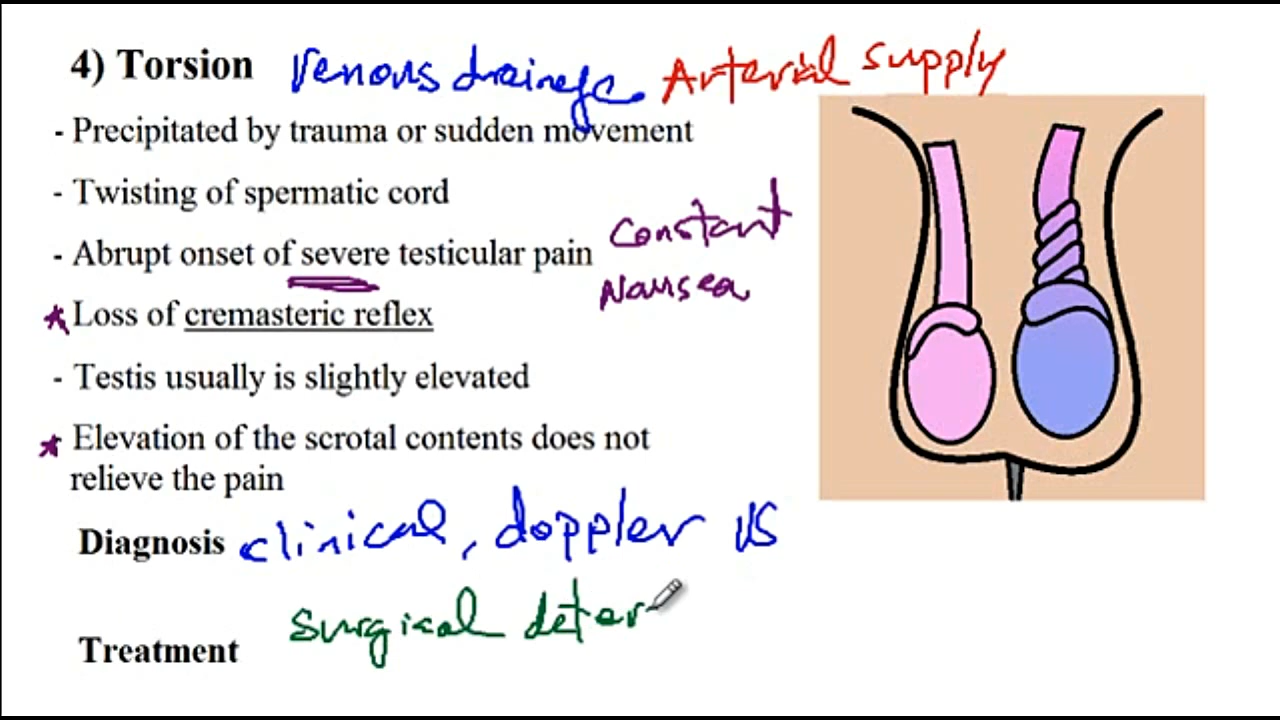 4) Torsion venous drainage Arterial supply
- Precipitated by trauma or sudden movement
- Twisting of spermatic cord
- Abrupt onset of severe testicular pain constant
Nausea
Loss of cremasteric reflex
- Testis usually is slightly elevated
Elevation of the scrotal contents does not
relieve the pain
Diagnosis clinical, doppler US
Treatment surgical deter